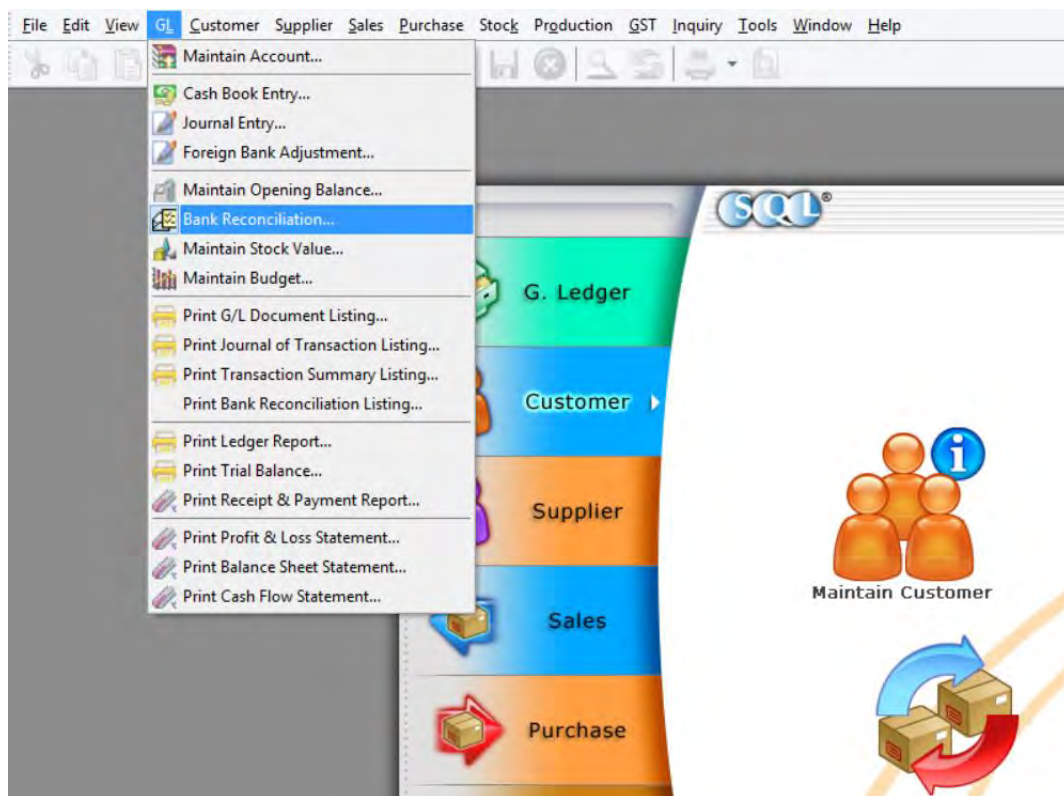 File Edit View GL Customer Supplier Sales Purchase Stock Production GST Inquiry Tools Window Help
Maintain Account...
Cash Book Entry...
Journal Entry...
Foreign Bank Adjustment...
Maintain Opening Balance...
Bank Reconciliation...
Maintain Stock Value...
Maintain Budget...
Print G/L Document Listing...
Print Journal of Transaction Listing...
Print Transaction Summary Listing...
Print Bank Reconciliation Listing...
Print Ledger Report...
Print Trial Balance...
Print Receipt & Payment Report...
Print Profit & Loss Statement...
Print Balance Sheet Statement...
Print Cash Flow Statement...
SQL®
G. Ledger
Customer
Supplier
Sales
Purchase
Maintain Customer